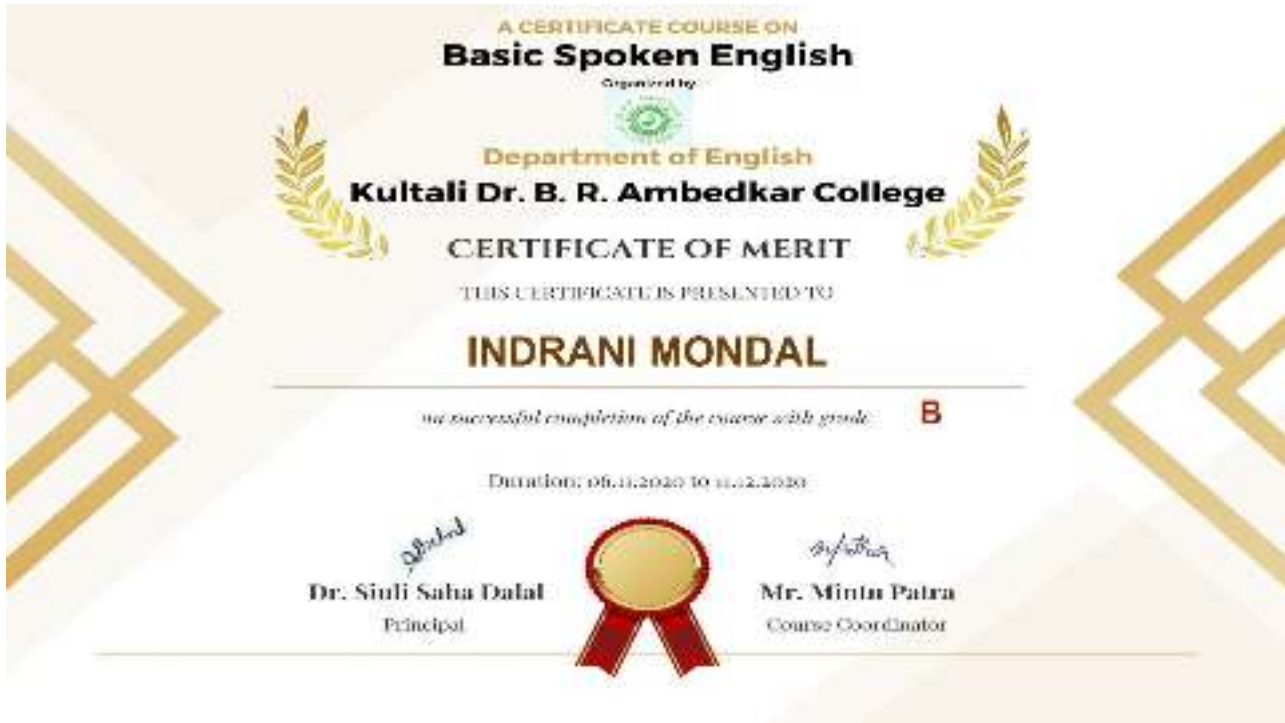 A CERTIFICATE COURSE ON
Basic Spoken English
Organized by
Department of English
Kultali Dr. B. R. Ambedkar College
CERTIFICATE OF MERIT
THIS CERTIFICATE IS PRESENTED TO
INDRANI MONDAL
on successful completion of the course with grade B
Duration: 06.11.2020 to 11.12.2020
Dr. Siuli Saha Dalal Mr. Mintu Patra
Principal Course Coordinator